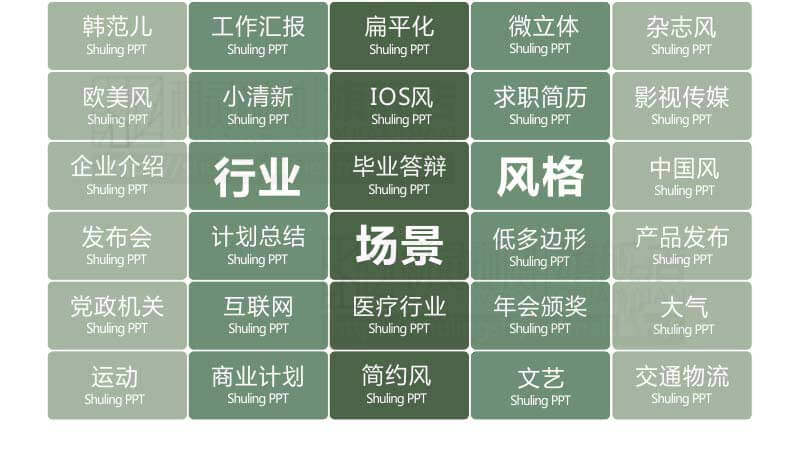 韩范儿
Shuling PPT
工作汇报
Shuling PPT
扁平化
Shuling PPT
微立体
Shuling PPT
杂志风
Shuling PPT
欧美风
Shuling PPT
小清新
Shuling PPT
IOS风
Shuling PPT
求职简历
Shuling PPT
影视传媒
Shuling PPT
企业介绍
Shuling PPT
行业
毕业答辩
Shuling PPT
风格
中国风
Shuling PPT
发布会
Shuling PPT
计划总结
Shuling PPT
场景
低多边形
Shuling PPT
产品发布
Shuling PPT
党政机关
Shuling PPT
互联网
Shuling PPT
医疗行业
Shuling PPT
年会颁奖
Shuling PPT
大气
Shuling PPT
运动
Shuling PPT
商业计划
Shuling PPT
简约风
Shuling PPT
文艺
Shuling PPT
交通物流
Shuling PPT